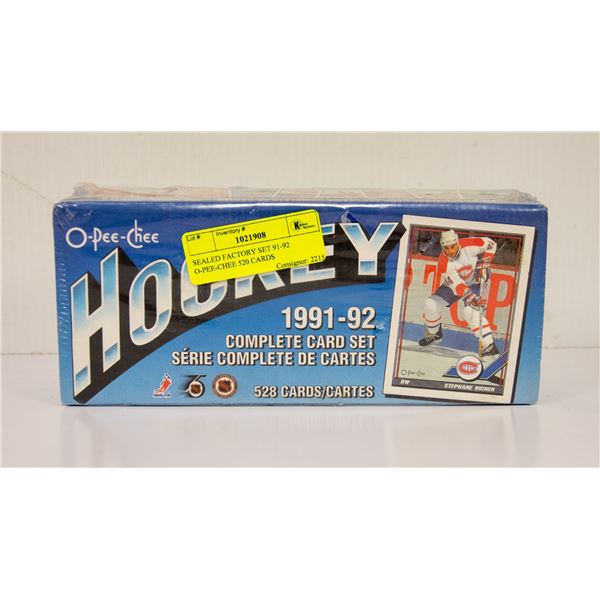 O-Pee-Chee
HOCKEY
Lot #: Inventory #:
1021908
SEALED FACTORY SET 91-92
O-PEE-CHEE 520 CARDS
Consignor: 2215
1991-92
COMPLETE CARD SET
SÉRIE COMPLETE DE CARTES
528 CARDS/CARTES
O-Pee-Chee
RW STEPHANE RICHER